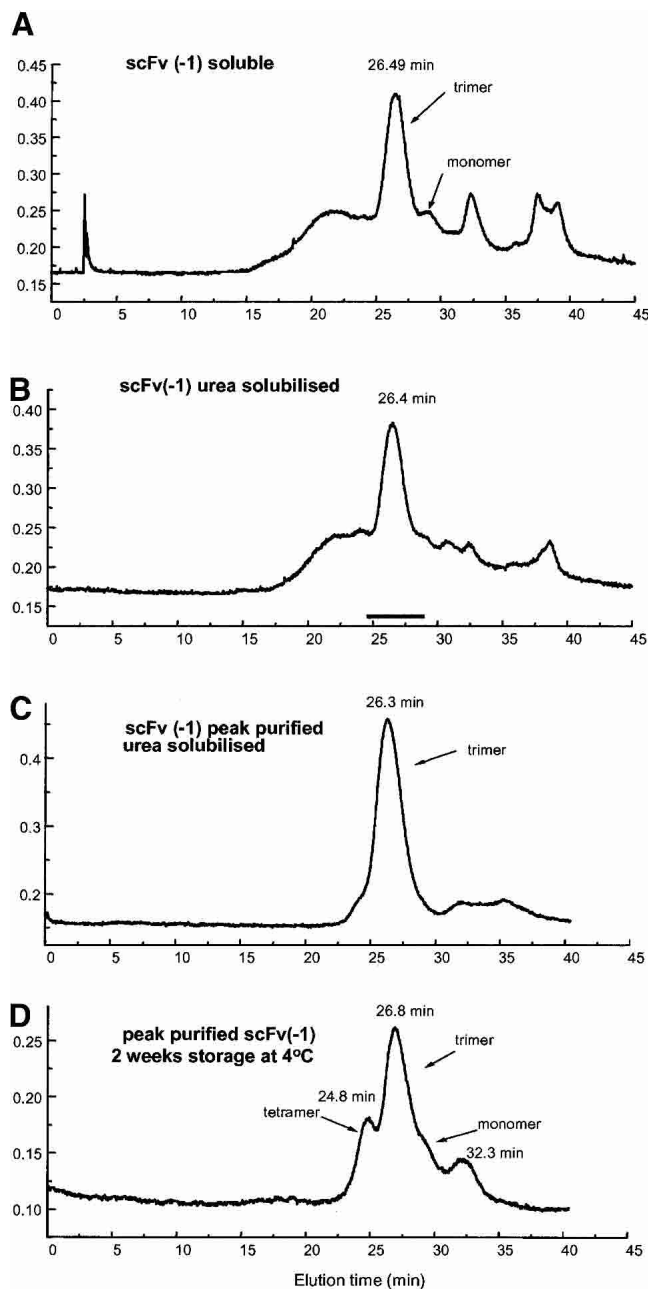 A
scFv (-1) soluble
26.49 min
trimer
monomer
0.45
0.40
0.35
0.30
0.25
0.20
0.15
0 5 10 15 20 25 30 35 40 45
B
scFv(-1) urea solubilised
26.4 min
0.40
0.35
0.30
0.25
0.20
0.15
0 5 10 15 20 25 30 35 40 45
C
scFv (-1) peak purified
urea solubilised
26.3 min
trimer
0.4
0.3
0.2
0 5 10 15 20 25 30 35 40 45
D
peak purified scFv(-1)
2 weeks storage at 4ºC
26.8 min
trimer
24.8 min
tetramer
monomer
32.3 min
0.25
0.20
0.15
0.10
0 5 10 15 20 25 30 35 40 45
Elution time (min)